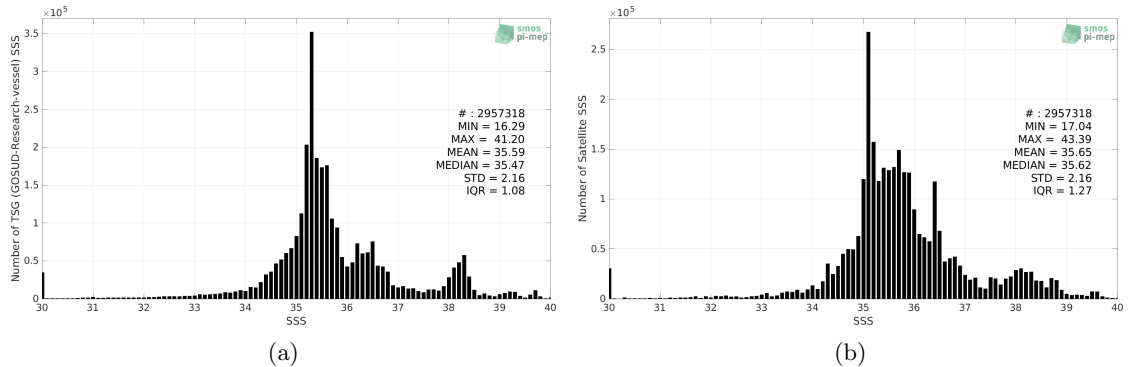 ×10⁵
3.5
3
2.5
2
1.5
1
0.5
0
30 31 32 33 34 35 36 37 38 39 40
SSS
Number of TSG (GOSUD-Research-vessel) SSS
smos
pi-mep
# : 2957318
MIN = 16.29
MAX = 41.20
MEAN = 35.59
MEDIAN = 35.47
STD = 2.16
IQR = 1.08
(a)
×10⁵
2.5
2
1.5
1
0.5
0
30 31 32 33 34 35 36 37 38 39 40
SSS
Number of Satellite SSS
smos
pi-mep
# : 2957318
MIN = 17.04
MAX = 43.39
MEAN = 35.65
MEDIAN = 35.62
STD = 2.16
IQR = 1.27
(b)